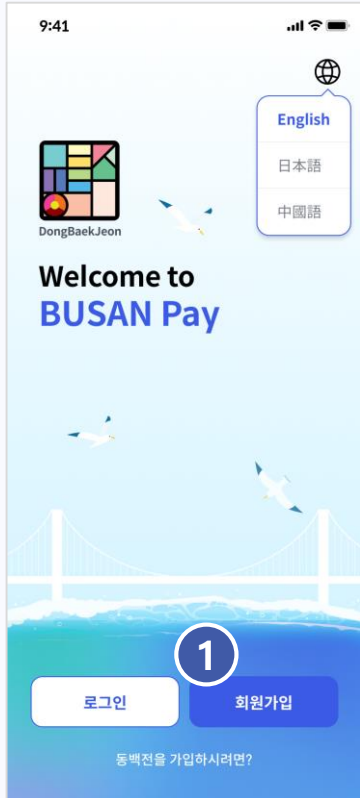 9:41
English
日本語
中國語
DongBaekJeon
Welcome to
BUSAN Pay
1
로그인
회원가입
동백전을 가입하시려면?